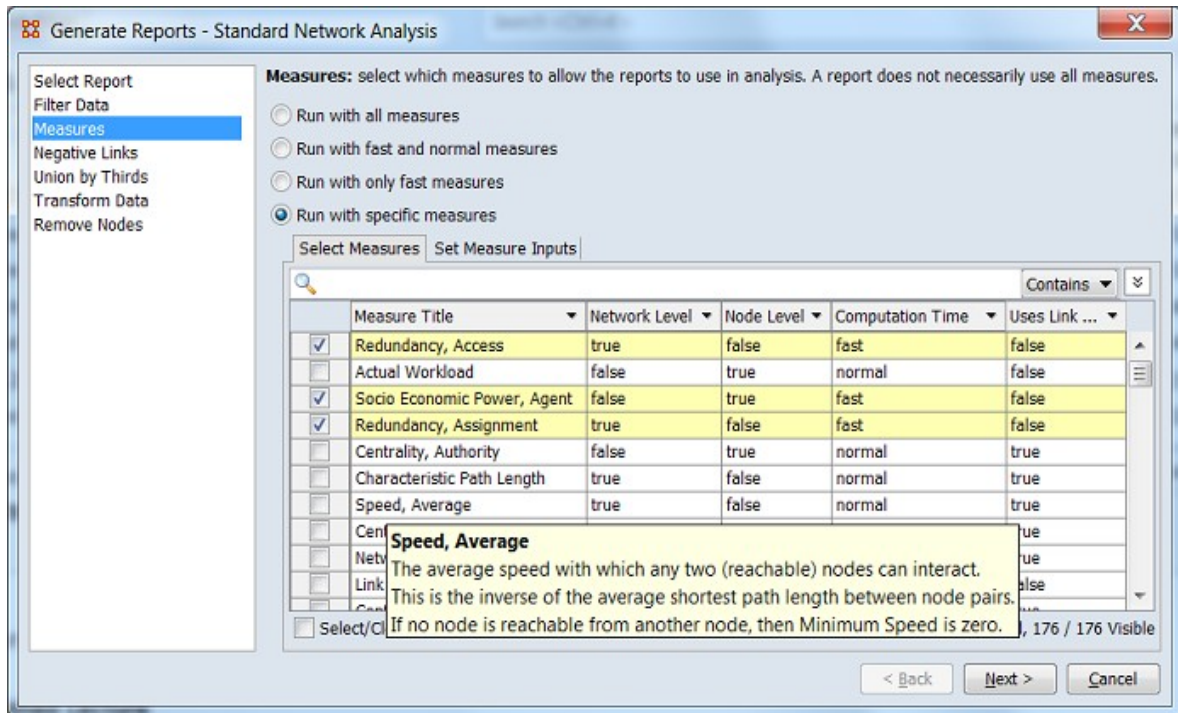 Generate Reports - Standard Network Analysis
Select Report
Filter Data
Measures
Negative Links
Union by Thirds
Transform Data
Remove Nodes
Measures: select which measures to allow the reports to use in analysis. A report does not necessarily use all measures.
Run with all measures
Run with fast and normal measures
Run with only fast measures
Run with specific measures
Select Measures Set Measure Inputs
Contains
Measure Title Network Level Node Level Computation Time Uses Link ...
Redundancy, Access true false fast false
Actual Workload false true normal false
Socio Economic Power, Agent false true fast false
Redundancy, Assignment true false fast false
Centrality, Authority false true normal true
Characteristic Path Length true false normal true
Speed, Average true false normal true
Speed, Average
The average speed with which any two (reachable) nodes can interact.
This is the inverse of the average shortest path length between node pairs.
If no node is reachable from another node, then Minimum Speed is zero.
Link
Select/Cl , 176 / 176 Visible
< Back Next > Cancel